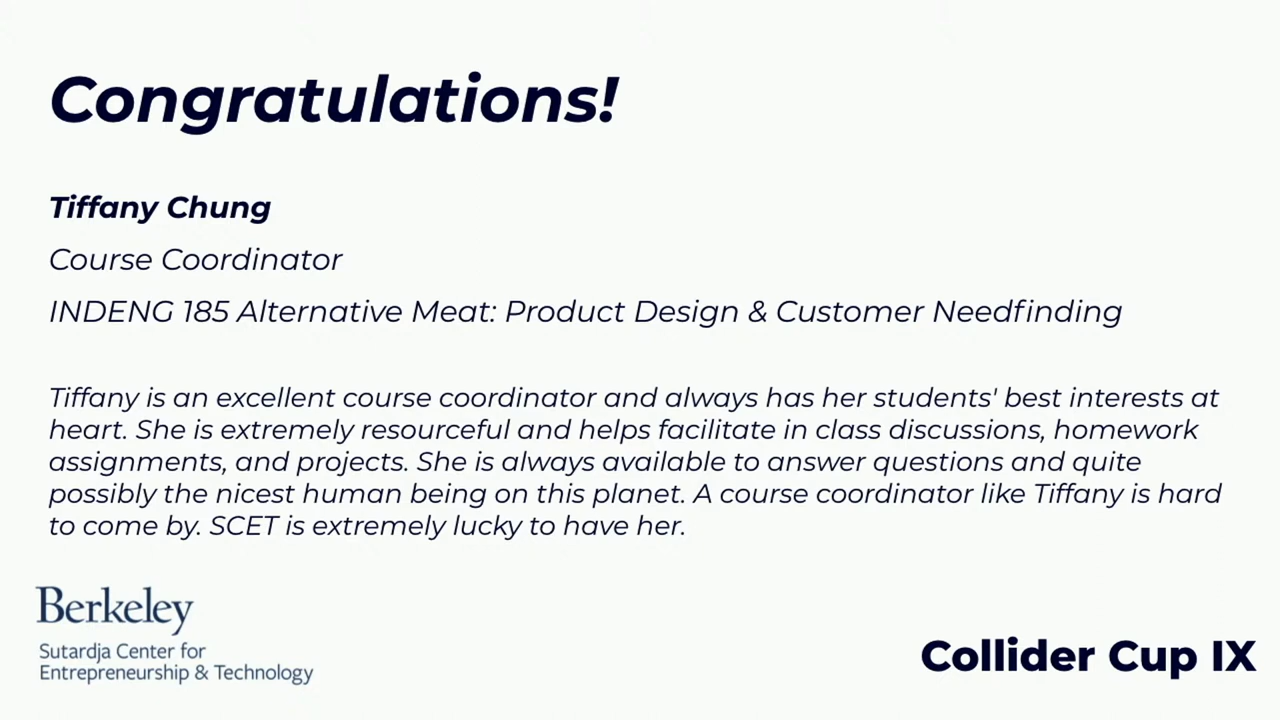 Congratulations!
Tiffany Chung
Course Coordinator
INDENG 185 Alternative Meat: Product Design & Customer Needfinding
Tiffany is an excellent course coordinator and always has her students' best interests at
heart. She is extremely resourceful and helps facilitate in class discussions, homework
assignments, and projects. She is always available to answer questions and quite
possibly the nicest human being on this planet. A course coordinator like Tiffany is hard
to come by. SCET is extremely lucky to have her.
Berkeley
Sutardja Center for
Entrepreneurship & Technology
Collider Cup IX